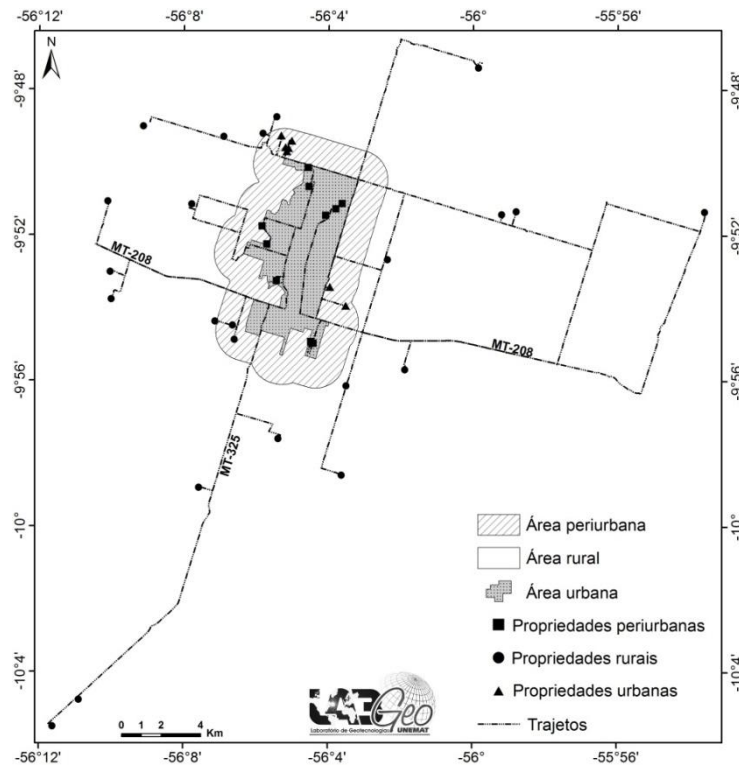 -56°12' -56°8' -56°4' -56° -55°56'
N
-9°48' -9°48'
-9°52' -9°52'
MT-208
MT-208
-9°56' -9°56'
MT-325
Área periurbana
-10° -10°
Área rural
Área urbana
Propriedades periurbanas
Propriedades rurais
-10°4' -10°4'
Propriedades urbanas
LABGeo
Laboratório de Geotecnologias UNEMAT
Trajetos
0 1 2 4
Km
-56°12' -56°8' -56°4' -56° -55°56'